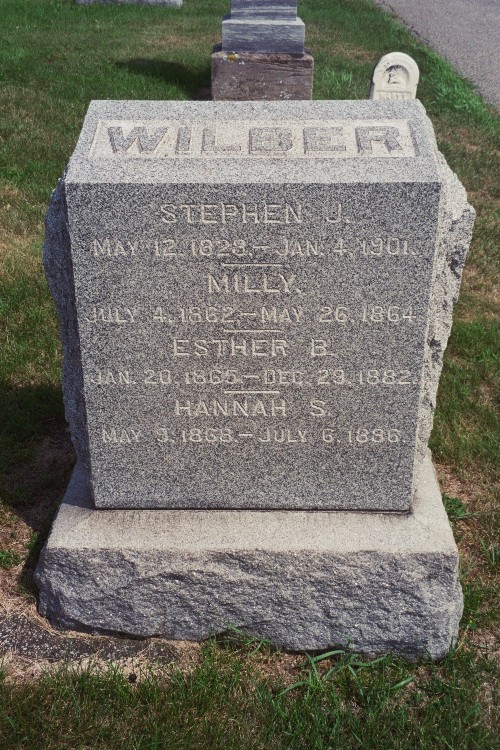 WILBER
STEPHEN J.
MAY 12, 1828.—JAN. 4, 1901.
MILLY.
JULY 4, 1862.—MAY 26, 1864.
ESTHER B.
JAN. 20, 1865.—DEC. 29, 1882.
HANNAH S.
MAY 3, 1868.—JULY 6, 1886.